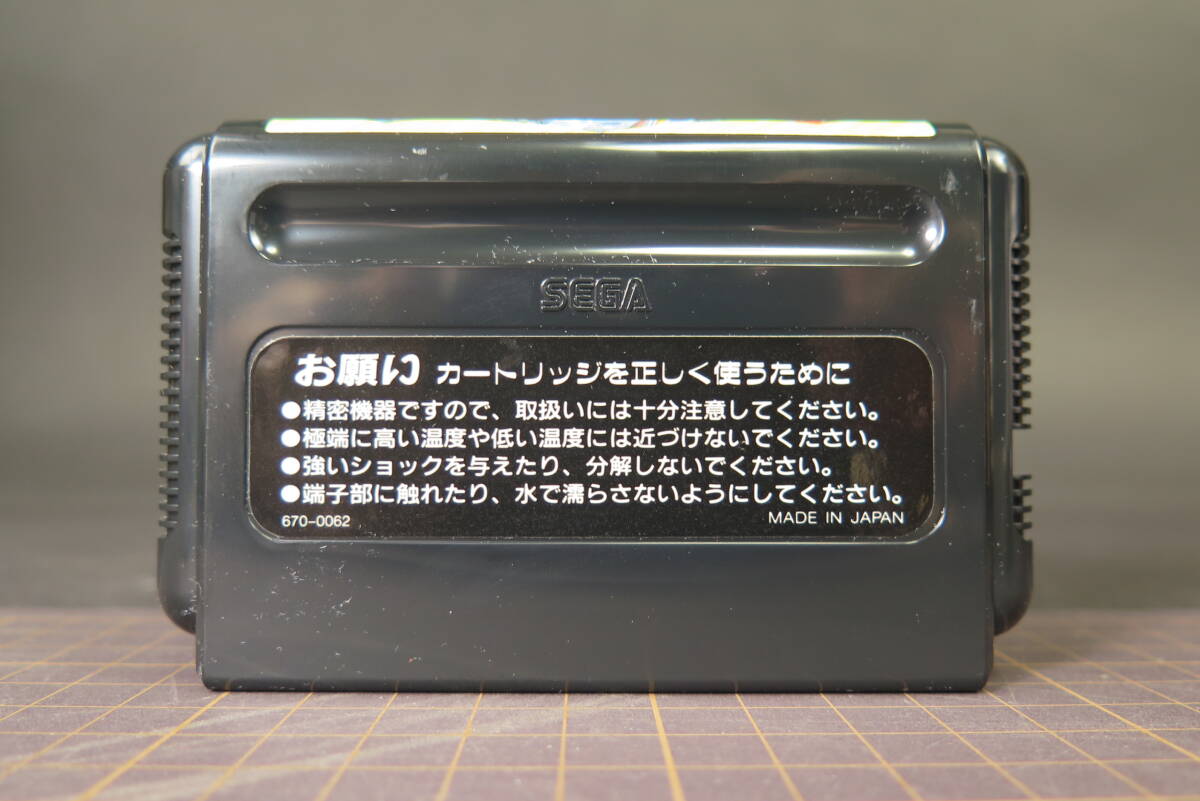 SEGA
お願い カートリッジを正しく使うために
●精密機器ですので、取扱いには十分注意してください。
●極端に高い温度や低い温度には近づけないでください。
●強いショックを与えたり、分解しないでください。
●端子部に触れたり、水で濡らさないようにしてください。
670-0062 MADE IN JAPAN